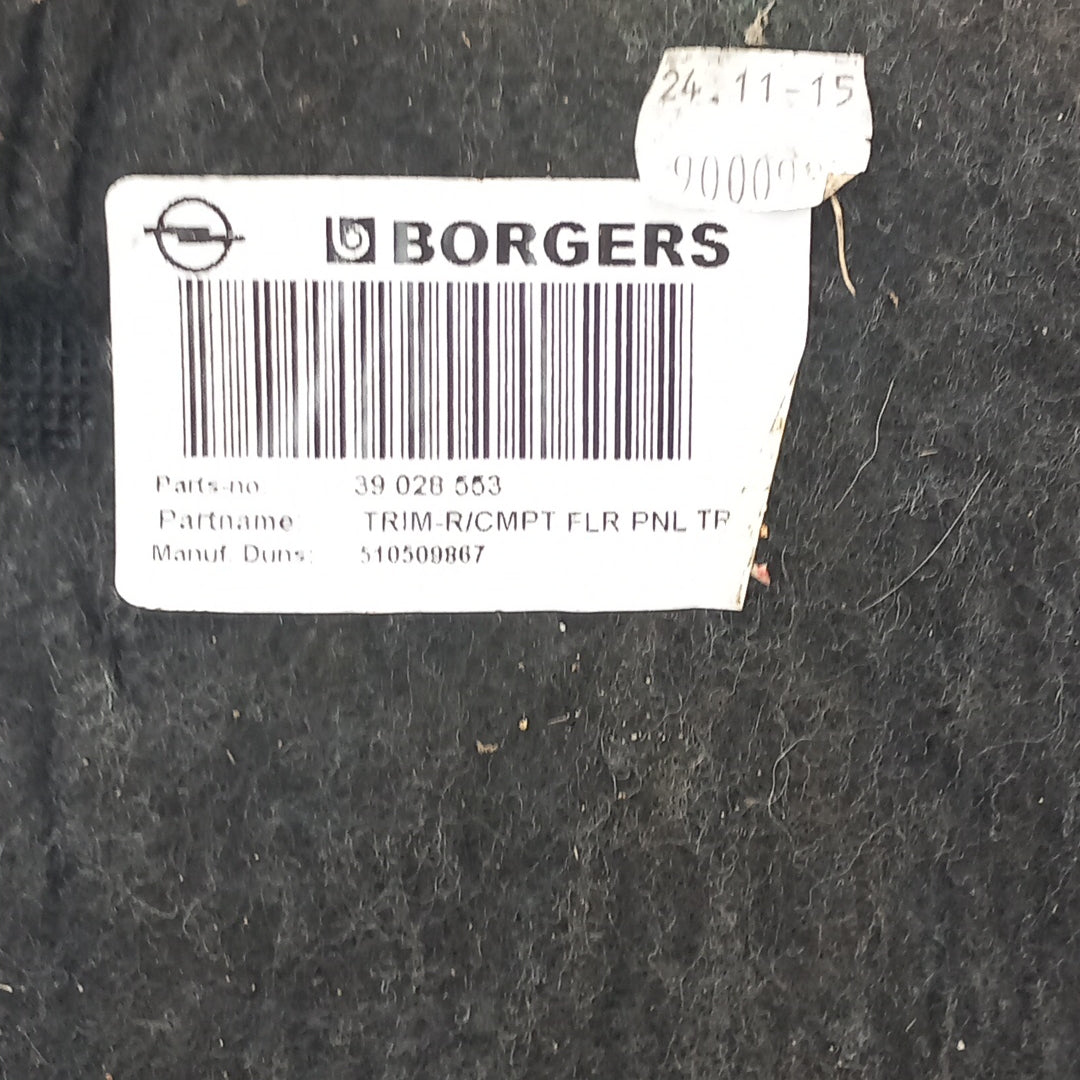 24.11-15
BORGERS
Parts-no 39 028 553
Partname: TRIM-R/CMPT FLR PNL TR
Manuf. Duns: 510509867